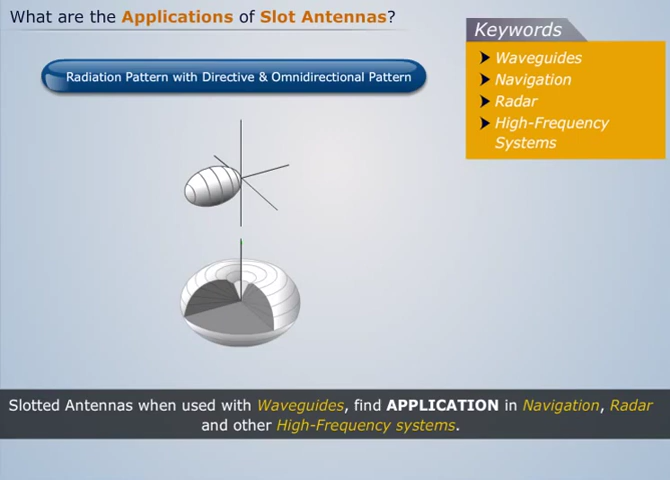 What are the Applications of Slot Antennas?
Keywords
Waveguides
Navigation
Radar
High-Frequency
Systems
Radiation Pattern with Directive & Omnidirectional Pattern
Slotted Antennas when used with Waveguides, find APPLICATION in Navigation, Radar
and other High-Frequency systems.